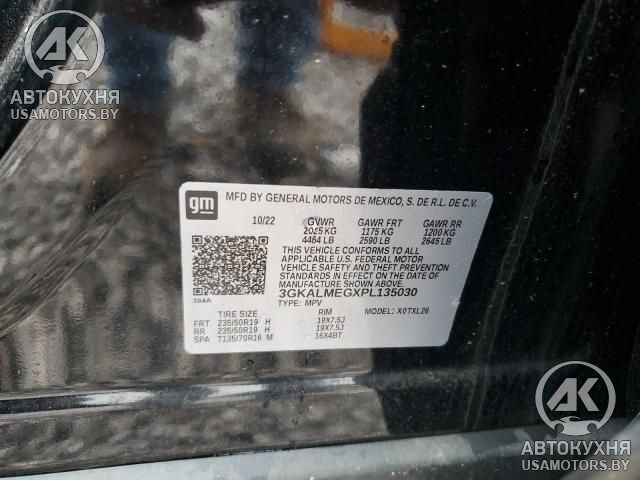 AK
АВТОКУХНЯ
USAMOTORS.BY
gm
MFD BY GENERAL MOTORS DE MEXICO, S. DE R.L. DE C.V.
10/22 GVWR GAWR FRT GAWR RR
2025 KG 1175 KG 1200 KG
4464 LB 2590 LB 2645 LB
THIS VEHICLE CONFORMS TO ALL
APPLICABLE U.S. FEDERAL MOTOR
VEHICLE SAFETY AND THEFT PREVENTION
STANDARDS IN EFFECT ON THE DATE
OF MANUFACTURE SHOWN ABOVE.
384A
3GKALMEGXPL135030
TYPE: MPV MODEL: X0TXL26
TIRE SIZE RIM
FRT 235/50R19 H 19X7.5J
RR 235/50R19 H 19X7.5J
SPA T135/70R16 M 16X4BT
AK
АВТОКУХНЯ
USAMOTORS.BY